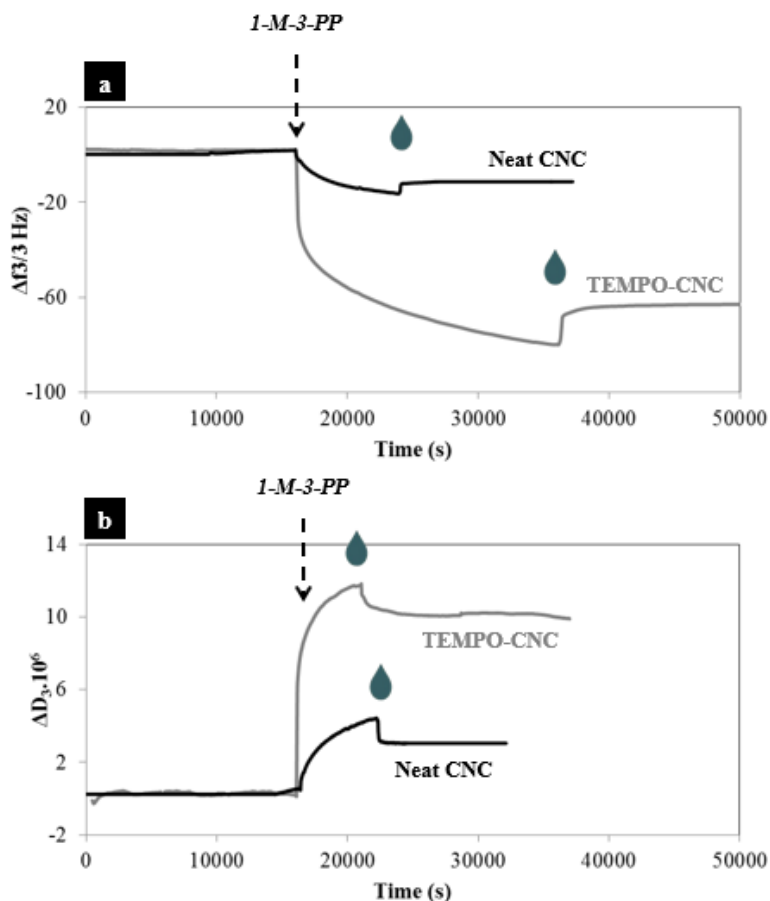 1-M-3-PP
a
20
-20
-60
-100
Δf3/3 Hz
Neat CNC
TEMPO-CNC
0 10000 20000 30000 40000 50000
Time (s)
1-M-3-PP
b
14
10
6
2
-2
ΔD₃.10⁶
TEMPO-CNC
Neat CNC
0 10000 20000 30000 40000 50000
Time (s)